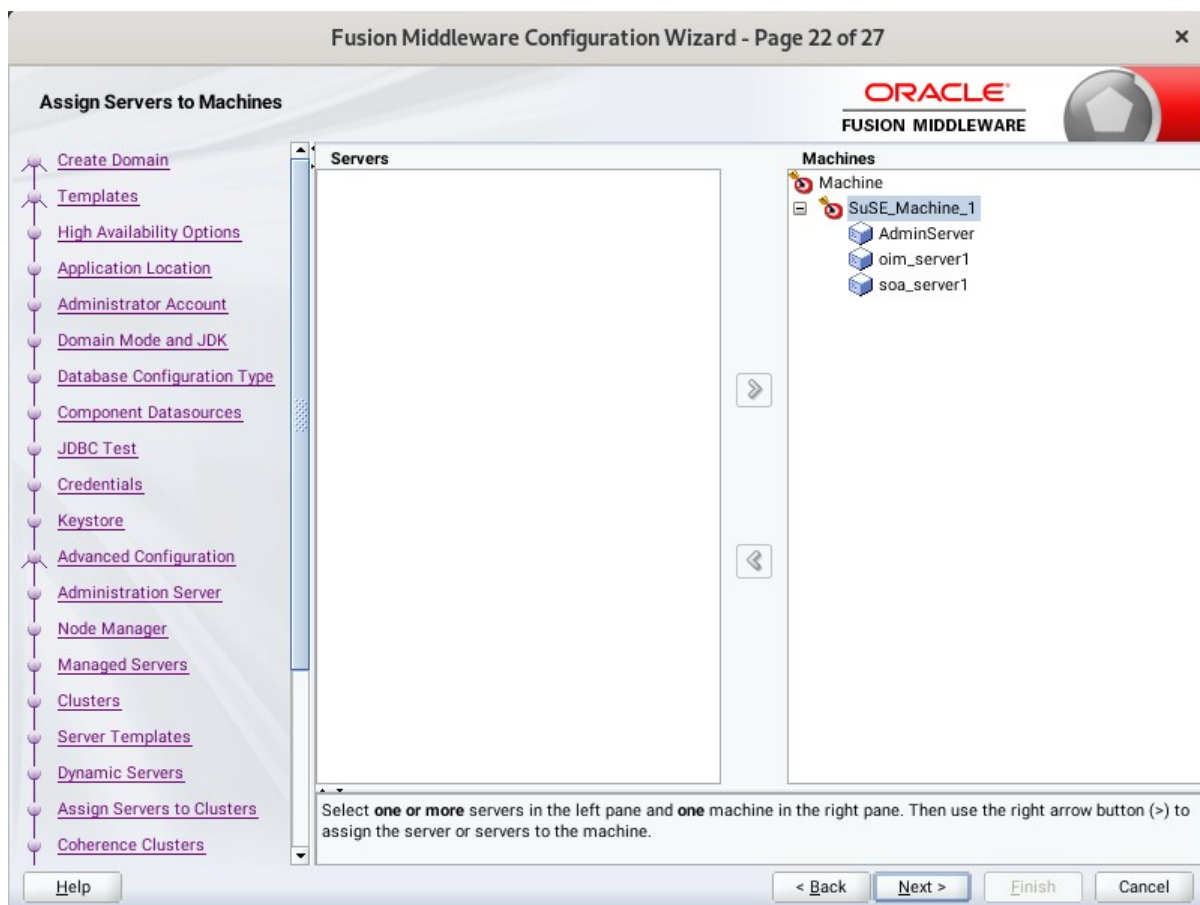 Fusion Middleware Configuration Wizard - Page 22 of 27
Assign Servers to Machines
ORACLE
FUSION MIDDLEWARE
Create Domain
Templates
High Availability Options
Application Location
Administrator Account
Domain Mode and JDK
Database Configuration Type
Component Datasources
JDBC Test
Credentials
Keystore
Advanced Configuration
Administration Server
Node Manager
Managed Servers
Clusters
Server Templates
Dynamic Servers
Assign Servers to Clusters
Coherence Clusters
Servers
Machines
Machine
SuSE_Machine_1
AdminServer
oim_server1
soa_server1
Select one or more servers in the left pane and one machine in the right pane. Then use the right arrow button (>) to
assign the server or servers to the machine.
Help
< Back
Next >
Finish
Cancel